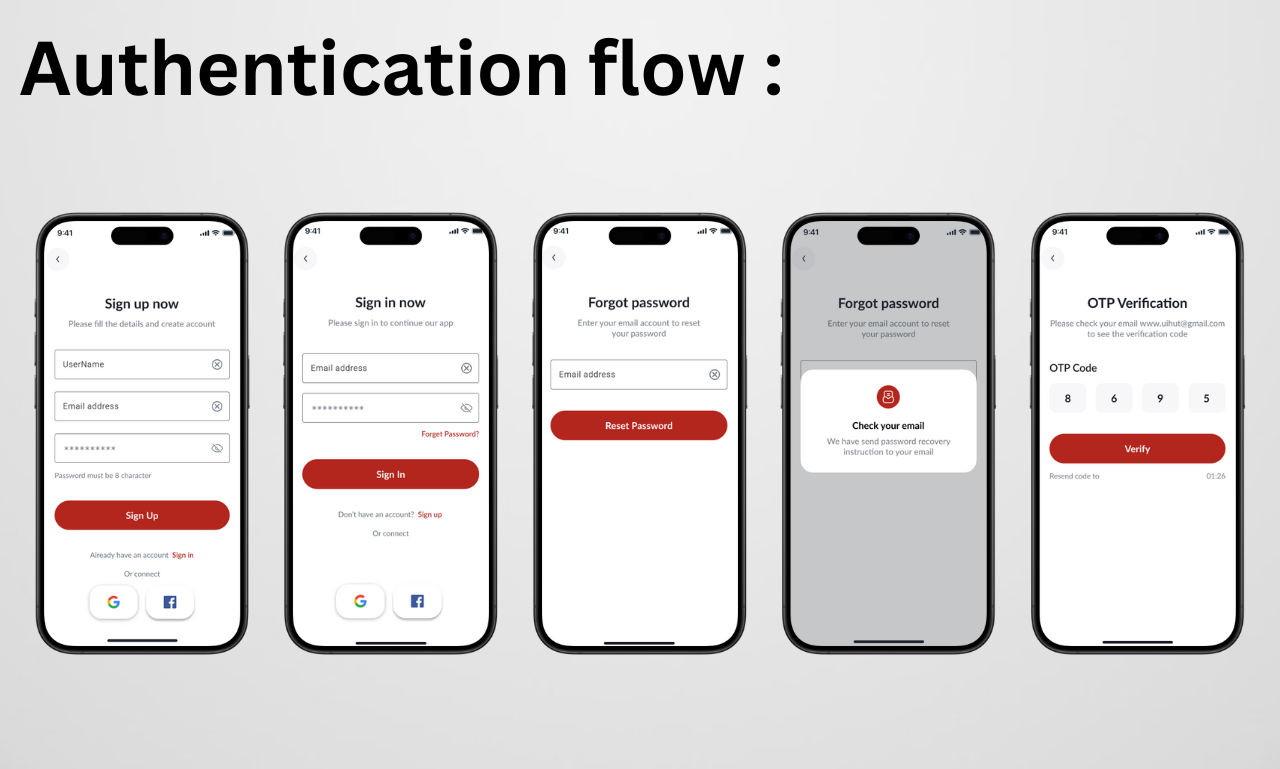 Authentication flow :
9:41
Sign up now
Please fill the details and create account
UserName
Email address
**********
Password must be 8 charactor
Sign Up
Already have an account Sign in
Or connect
9:41
Sign in now
Please sign in to continue our app
Email address
**********
Forget Password?
Sign In
Don't have an account? Sign up
Or connect
9:41
Forgot password
Enter your email account to reset
your password
Email address
Reset Password
9:41
Forgot password
Enter your email account to reset
your password
Check your email
We have send password recovery
instruction to your email
9:41
OTP Verification
Please check your email www.uihut@gmail.com
to see the verification code
OTP Code
8 6 9 5
Verify
Resend code to 01:26